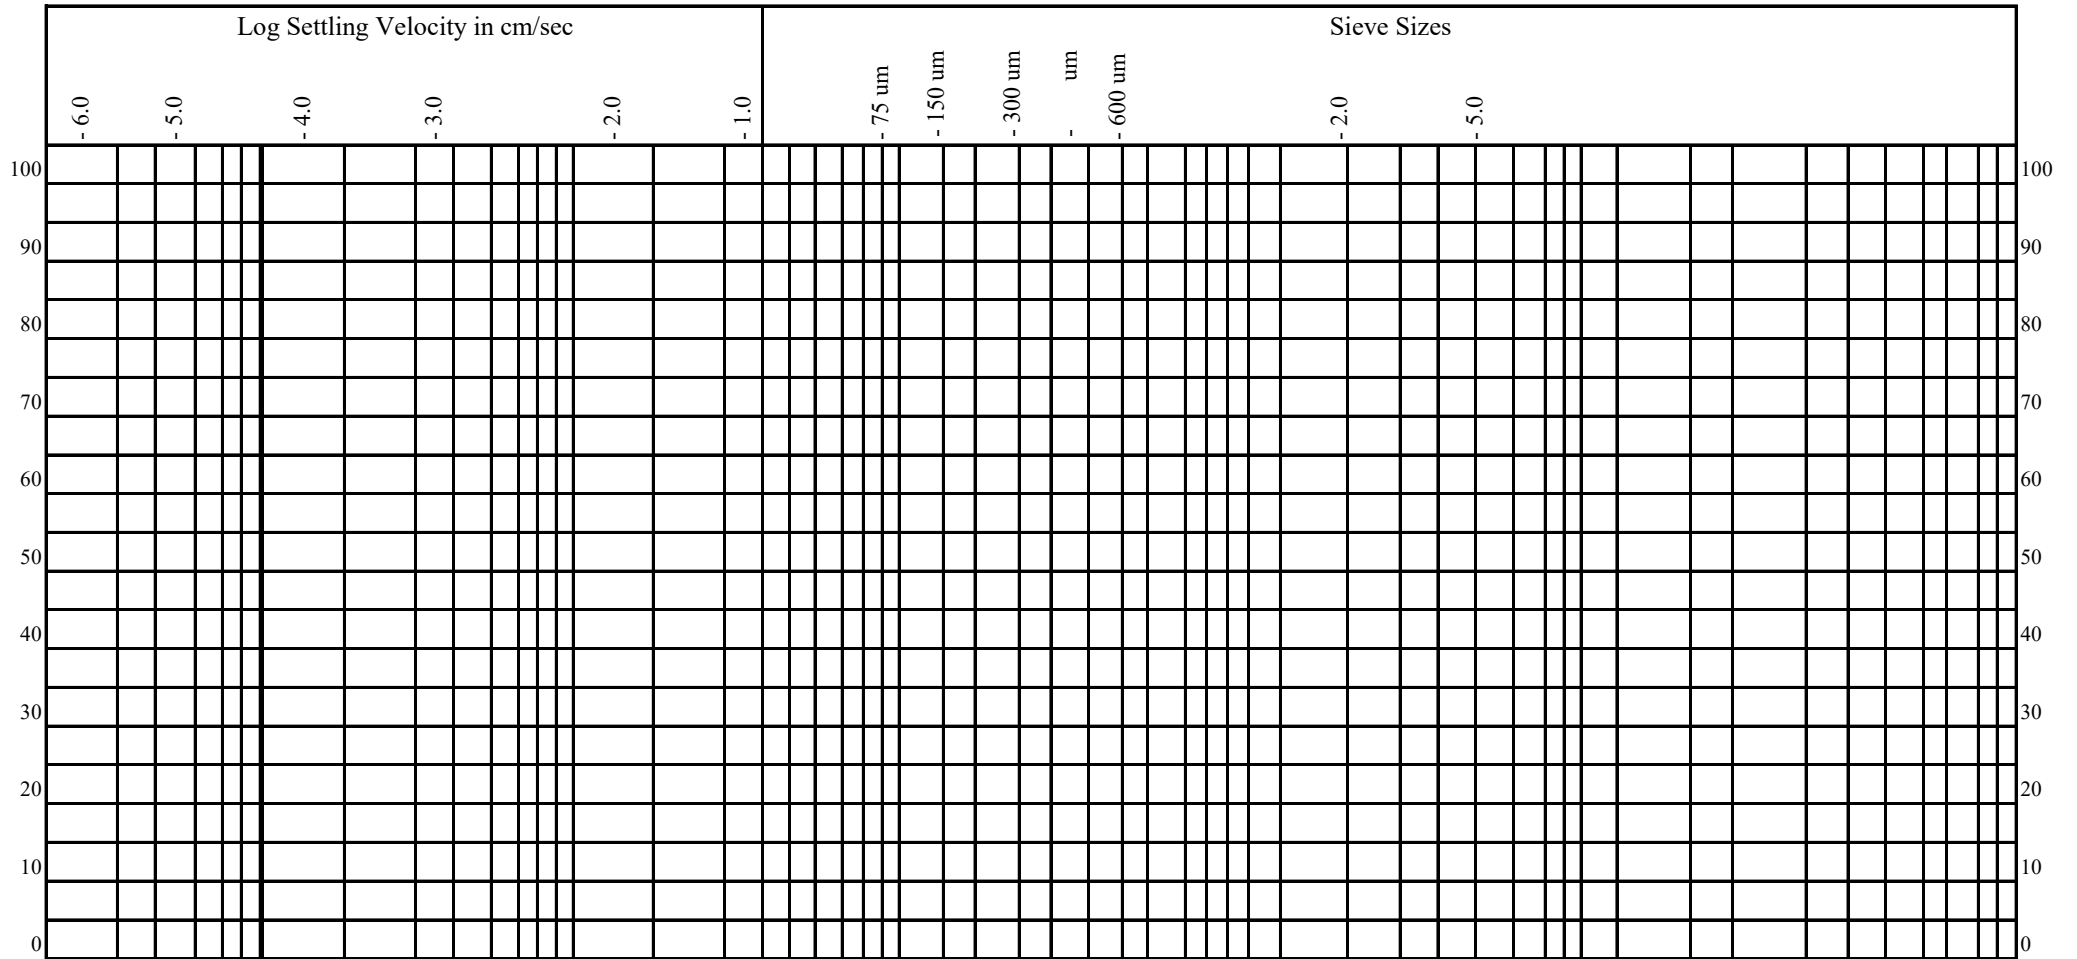 Log Settling Velocity in cm/sec
Sieve Sizes
- 6.0
- 5.0
- 4.0
- 3.0
- 2.0
- 1.0
- 75 um
- 150 um
- 300 um
- um
- 600 um
- 2.0
- 5.0
100 100
90 90
80 80
70 70
60 60
50 50
40 40
30 30
20 20
10 10
0 0